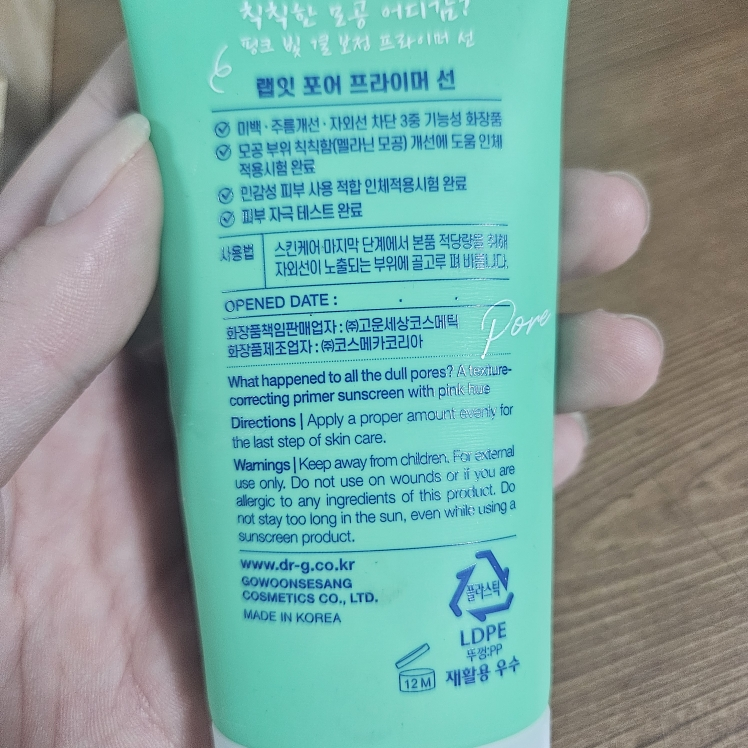 칙칙한 모공 어디감?
핑크 빛 결 보정 프라이머 선
랩잇 포어 프라이머 선
미백·주름개선·자외선 차단 3중 기능성 화장품
모공 부위 칙칙함(멜라닌 모공) 개선에 도움 인체
적용시험 완료
민감성 피부 사용 적합 인체적용시험 완료
피부 자극 테스트 완료
사용법
스킨케어 마지막 단계에서 본품 적당량을 취해
자외선이 노출되는 부위에 골고루 펴 바릅니다.
OPENED DATE : . .
화장품책임판매업자 : ㈜고운세상코스메틱
화장품제조업자 : ㈜코스메카코리아
Pore
What happened to all the dull pores? A texture-
correcting primer sunscreen with pink hue
Directions | Apply a proper amount evenly for
the last step of skin care.
Warnings | Keep away from children. For external
use only. Do not use on wounds or if you are
allergic to any ingredients of this product. Do
not stay too long in the sun, even while using a
sunscreen product.
www.dr-g.co.kr
GOWOONSESANG
COSMETICS CO., LTD.
MADE IN KOREA
플라스틱
LDPE
뚜껑:PP
재활용 우수
12M